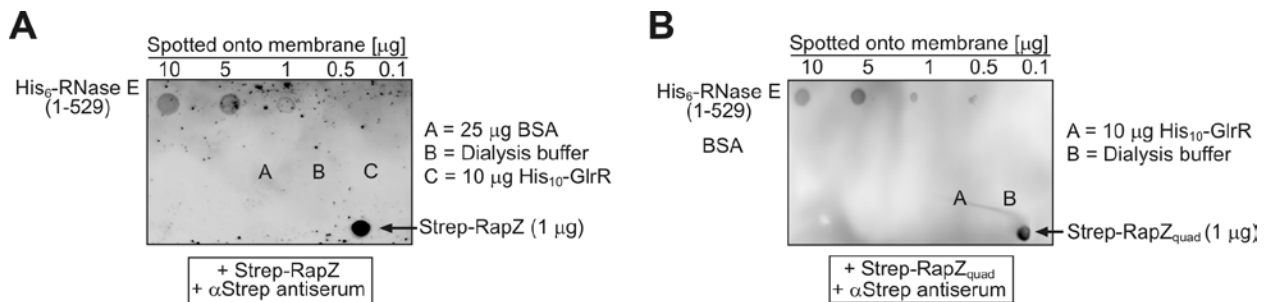 A
Spotted onto membrane [μg]
10 5 1 0.5 0.1
His6-RNase E
(1-529)
A
B
C
A = 25 μg BSA
B = Dialysis buffer
C = 10 μg His10-GlrR
Strep-RapZ (1 μg)
+ Strep-RapZ
+ αStrep antiserum
B
Spotted onto membrane [μg]
10 5 1 0.5 0.1
His6-RNase E
(1-529)
BSA
A
B
A = 10 μg His10-GlrR
B = Dialysis buffer
Strep-RapZquad (1 μg)
+ Strep-RapZquad
+ αStrep antiserum